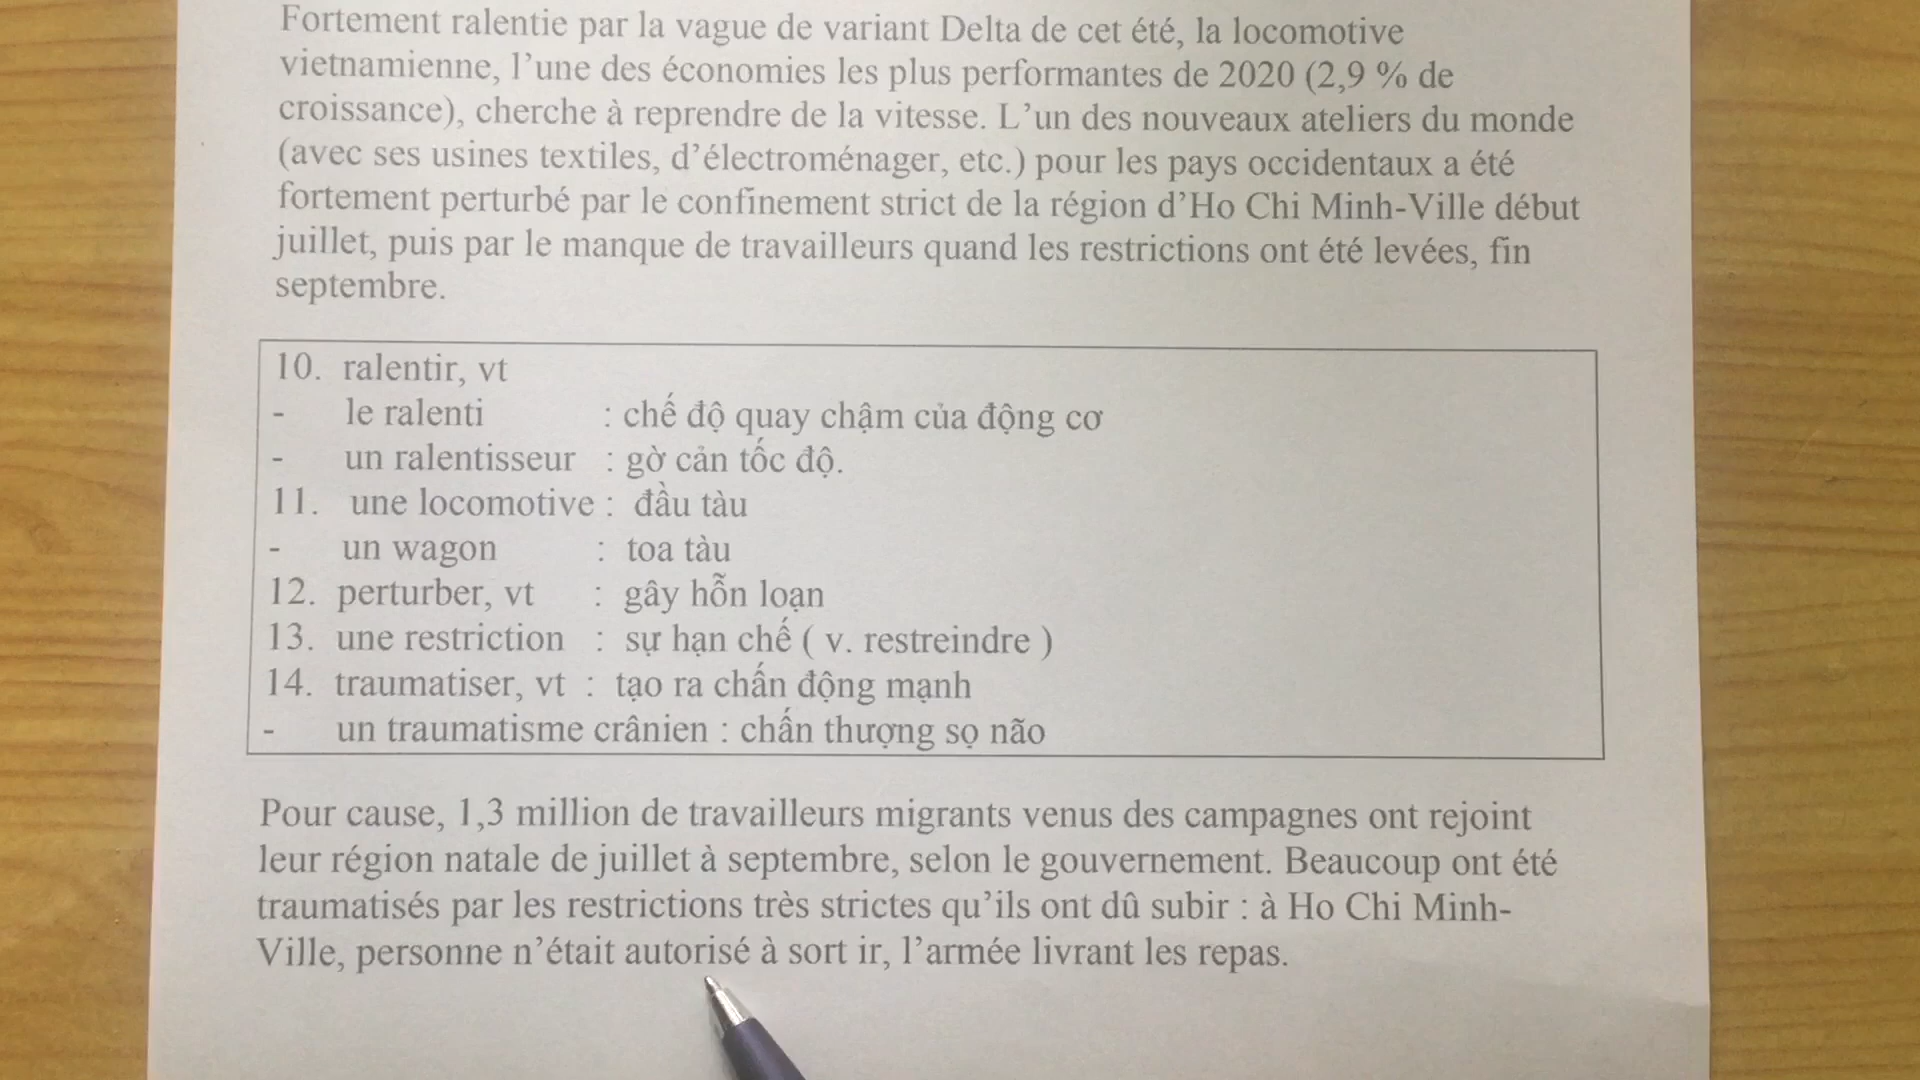 Fortement ralentie par la vague de variant Delta de cet été, la locomotive
vietnamienne, l’une des économies les plus performantes de 2020 (2,9 % de
croissance), cherche à reprendre de la vitesse. L’un des nouveaux ateliers du monde
(avec ses usines textiles, d’électroménager, etc.) pour les pays occidentaux a été
fortement perturbé par le confinement strict de la région d’Ho Chi Minh-Ville début
juillet, puis par le manque de travailleurs quand les restrictions ont été levées, fin
septembre.
10. ralentir, vt
- le ralenti : chế độ quay chậm của động cơ
- un ralentisseur : gờ cản tốc độ.
11. une locomotive : đầu tàu
- un wagon : toa tàu
12. perturber, vt : gây hỗn loạn
13. une restriction : sự hạn chế ( v. restreindre )
14. traumatiser, vt : tạo ra chấn động mạnh
- un traumatisme crânien : chấn thượng sọ não
Pour cause, 1,3 million de travailleurs migrants venus des campagnes ont rejoint
leur région natale de juillet à septembre, selon le gouvernement. Beaucoup ont été
traumatisés par les restrictions très strictes qu’ils ont dû subir : à Ho Chi Minh-
Ville, personne n’était autorisé à sort ir, l’armée livrant les repas.